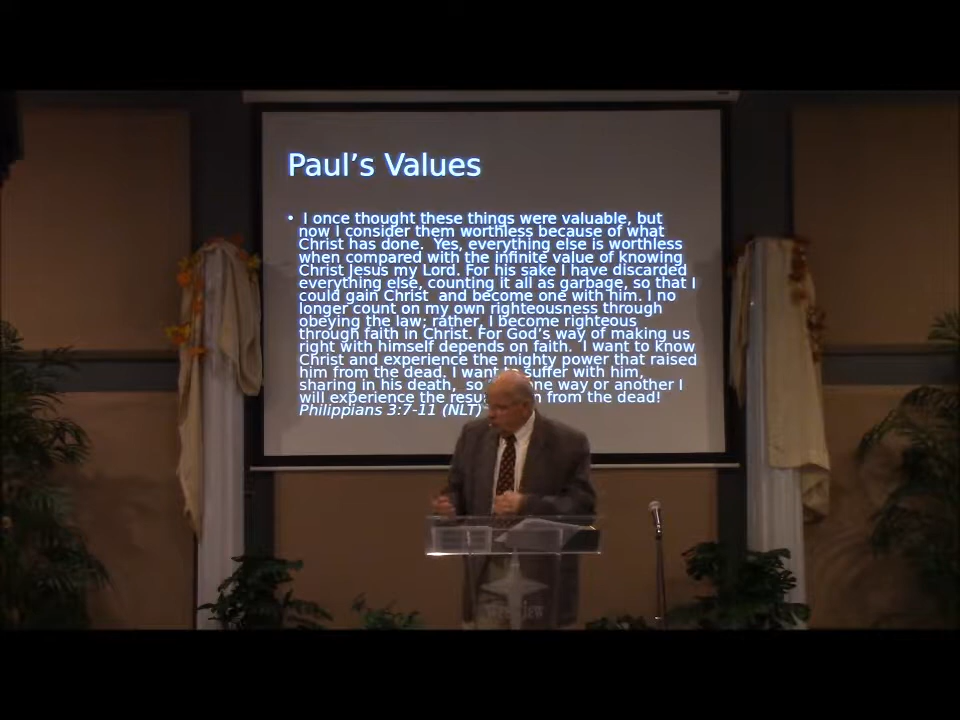 Paul’s Values
• I once thought these things were valuable, but
now I consider them worthless because of what
Christ has done.  Yes, everything else is worthless
when compared with the infinite value of knowing
Christ Jesus my Lord. For his sake I have discarded
everything else, counting it all as garbage, so that I
could gain Christ  and become one with him. I no
longer count on my own righteousness through
obeying the law; rather, I become righteous
through faith in Christ. For God’s way of making us
right with himself depends on faith.  I want to know
Christ and experience the mighty power that raised
him from the dead. I want to suffer with him,
sharing in his death,  so one way or another I
will experience the from the dead!
Philippians 3:7-11 (NLT)